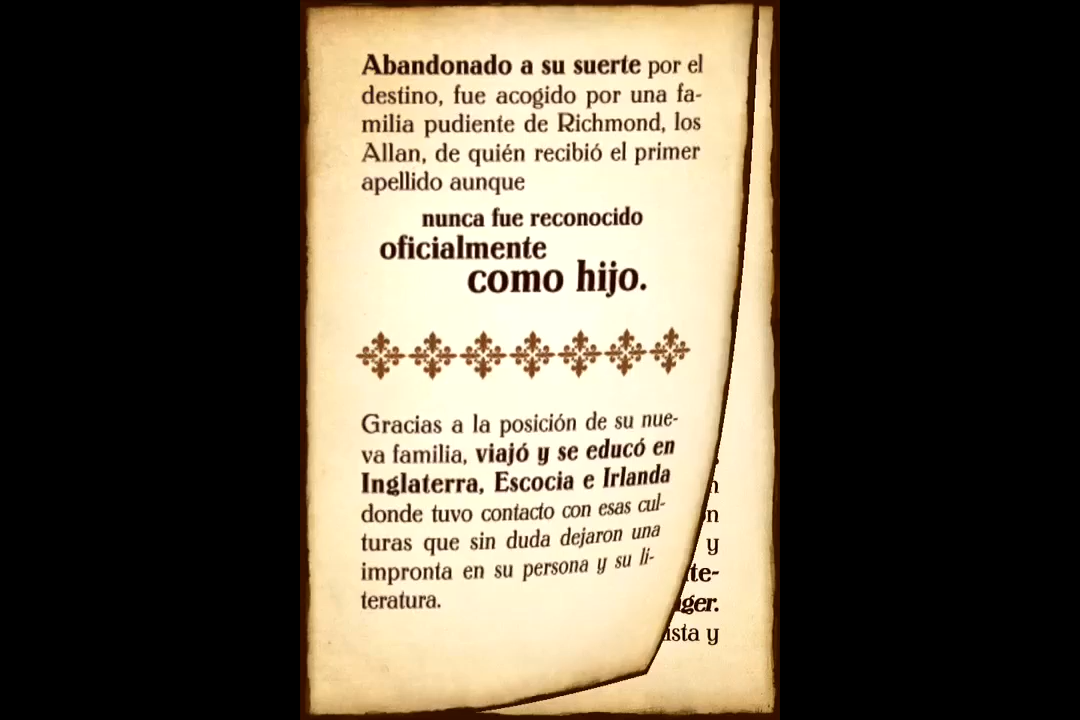 Abandonado a su suerte por el
destino, fue acogido por una fa-
milia pudiente de Richmond, los
Allan, de quién recibió el primer
apellido aunque
nunca fue reconocido
oficialmente
como hijo.
Gracias a la posición de su nue-
va familia, viajó y se educó en
Inglaterra, Escocia e Irlanda
donde tuvo contacto con esas cul-
turas que sin duda dejaron una
impronta en su persona y su li-
teratura.
y
y